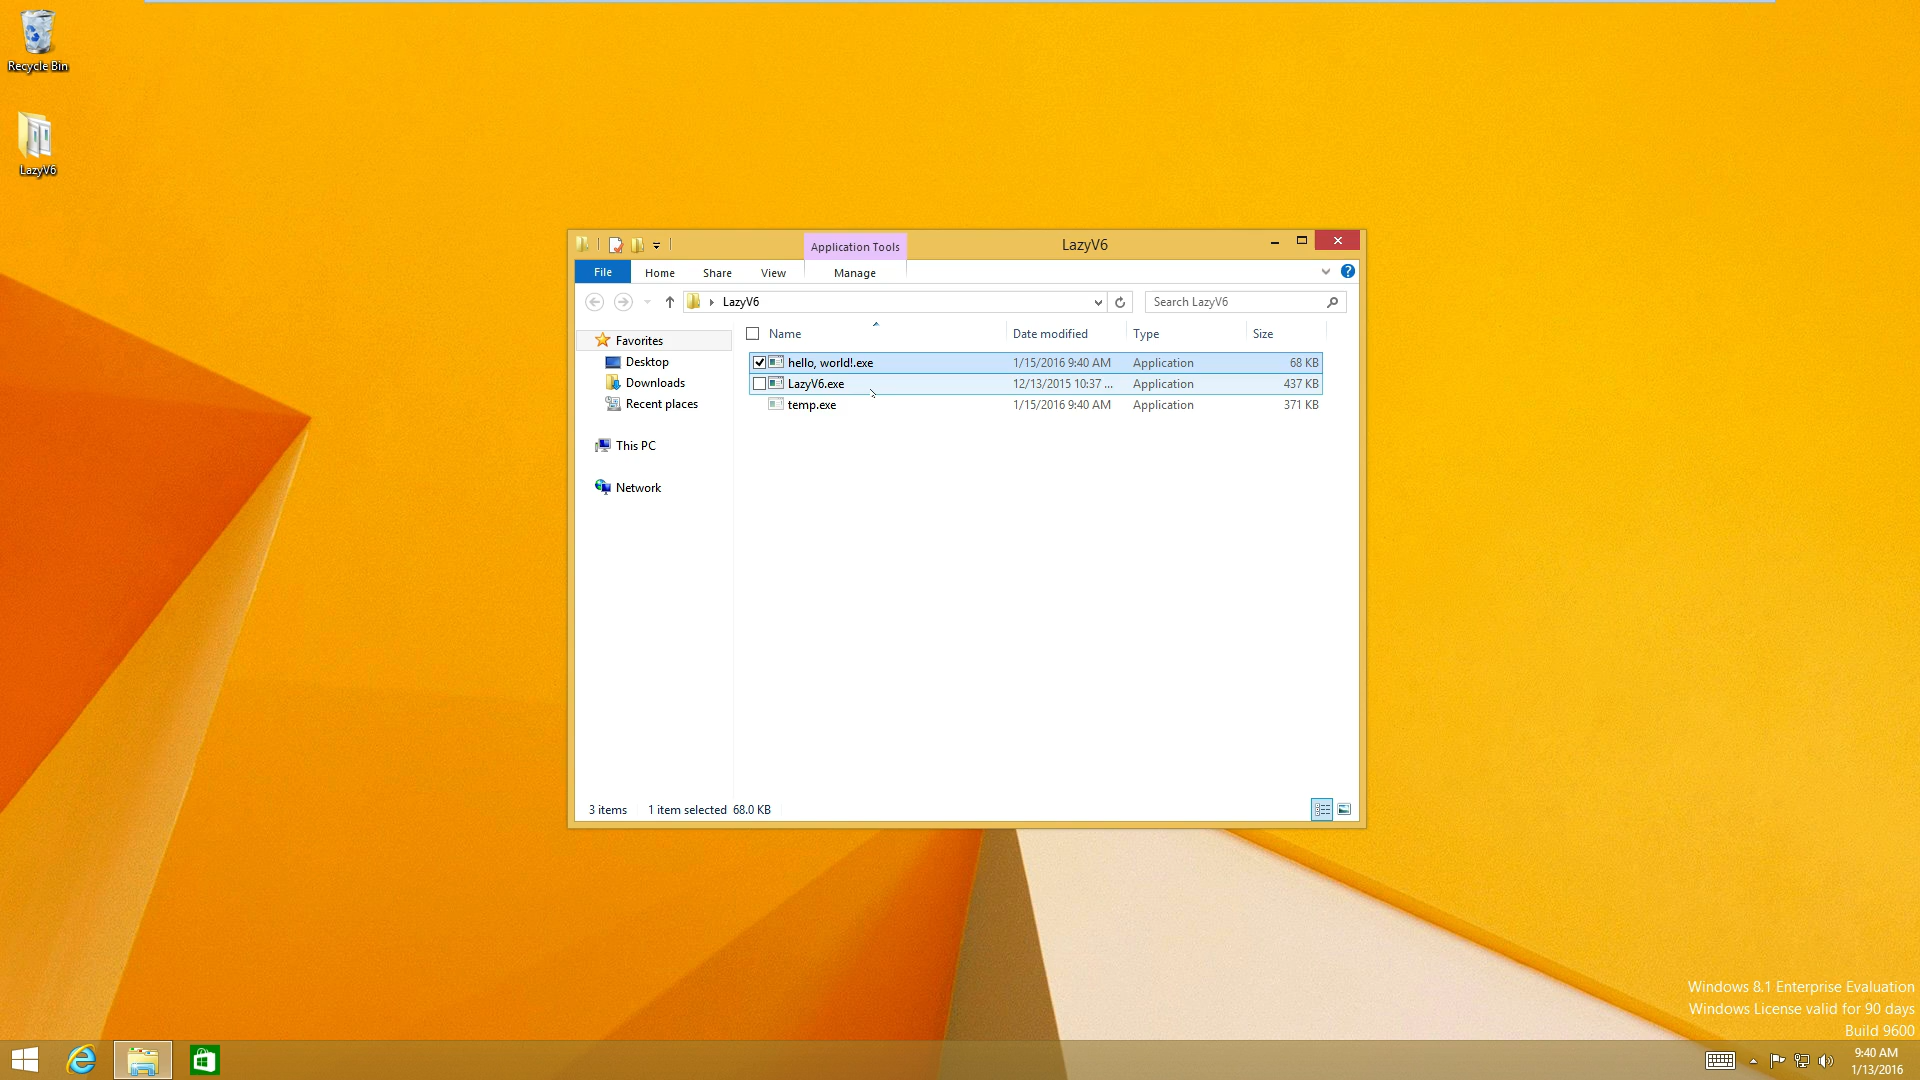 Recycle Bin
LazyV6
Application Tools
LazyV6
File
Home
Share
View
Manage
LazyV6
Search LazyV6
Name
Date modified
Type
Size
Favorites
Desktop
Downloads
Recent places
This PC
Network
hello, world!.exe 1/15/2016 9:40 AM Application 68 KB
LazyV6.exe 12/13/2015 10:37 ... Application 437 KB
temp.exe 1/15/2016 9:40 AM Application 371 KB
3 items 1 item selected 68.0 KB
Windows 8.1 Enterprise Evaluation
Windows License valid for 90 days
Build 9600
9:40 AM
1/13/2016